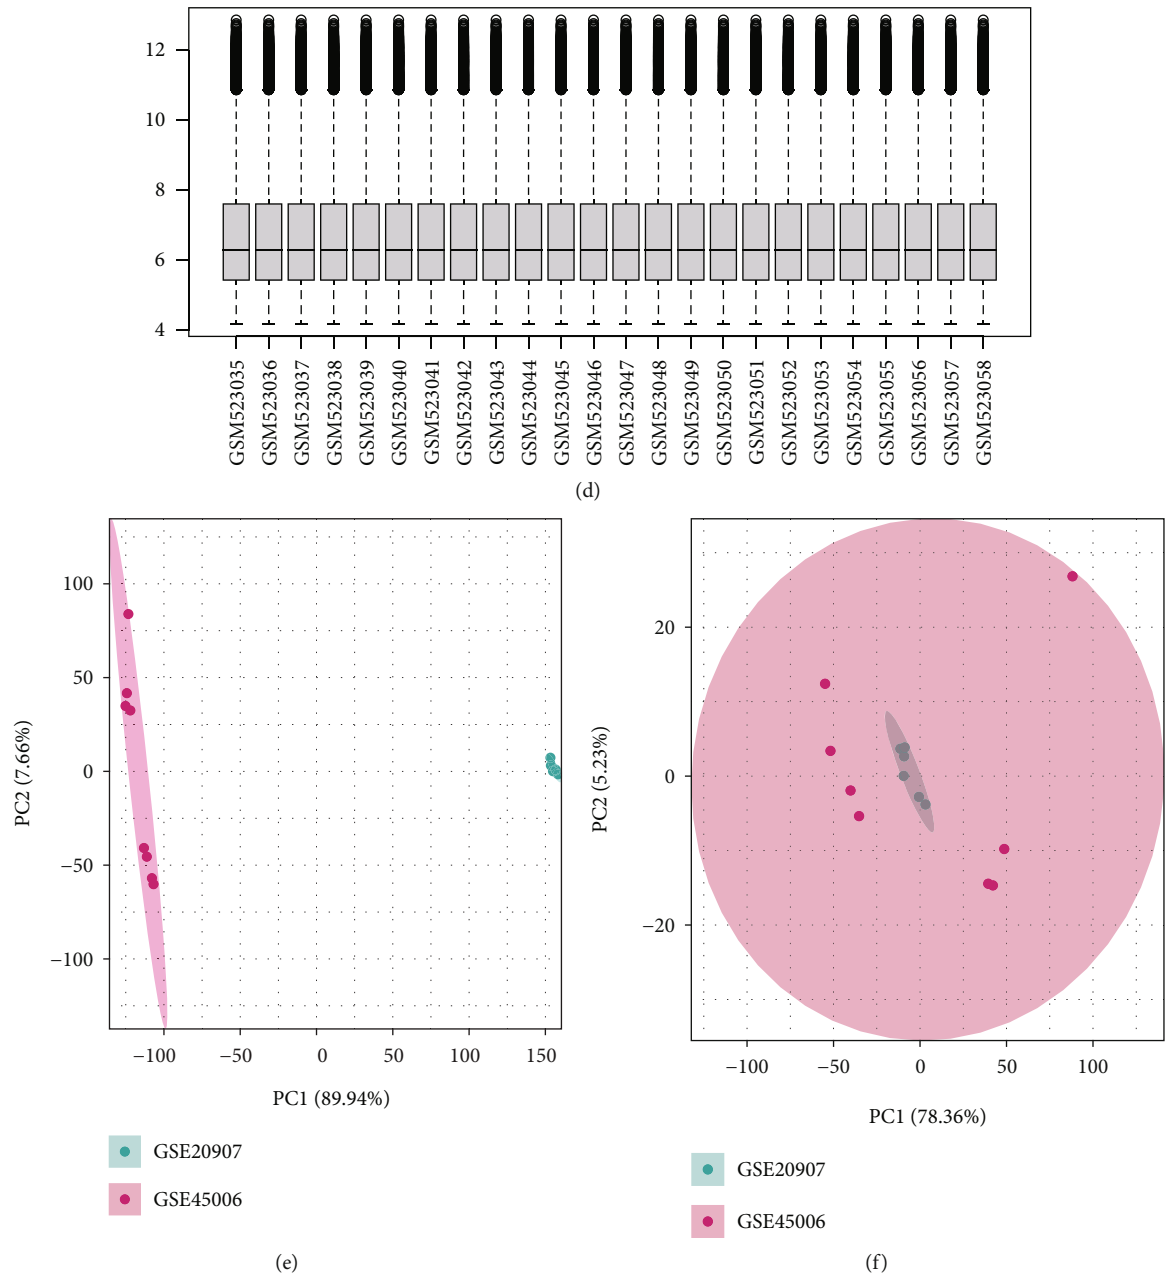 12
10
8
6
4
GSM523035
GSM523036
GSM523037
GSM523038
GSM523039
GSM523040
GSM523041
GSM523042
GSM523043
GSM523044
GSM523045
GSM523046
GSM523047
GSM523048
GSM523049
GSM523050
GSM523051
GSM523052
GSM523053
GSM523054
GSM523055
GSM523056
GSM523057
GSM523058
(d)
PC2 (7.66%)
100
50
0
−50
−100
−100 −50 0 50 100 150
PC1 (89.94%)
GSE20907
GSE45006
(e)
PC2 (5.23%)
20
0
−20
−100 −50 0 50 100
PC1 (78.36%)
GSE20907
GSE45006
(f)